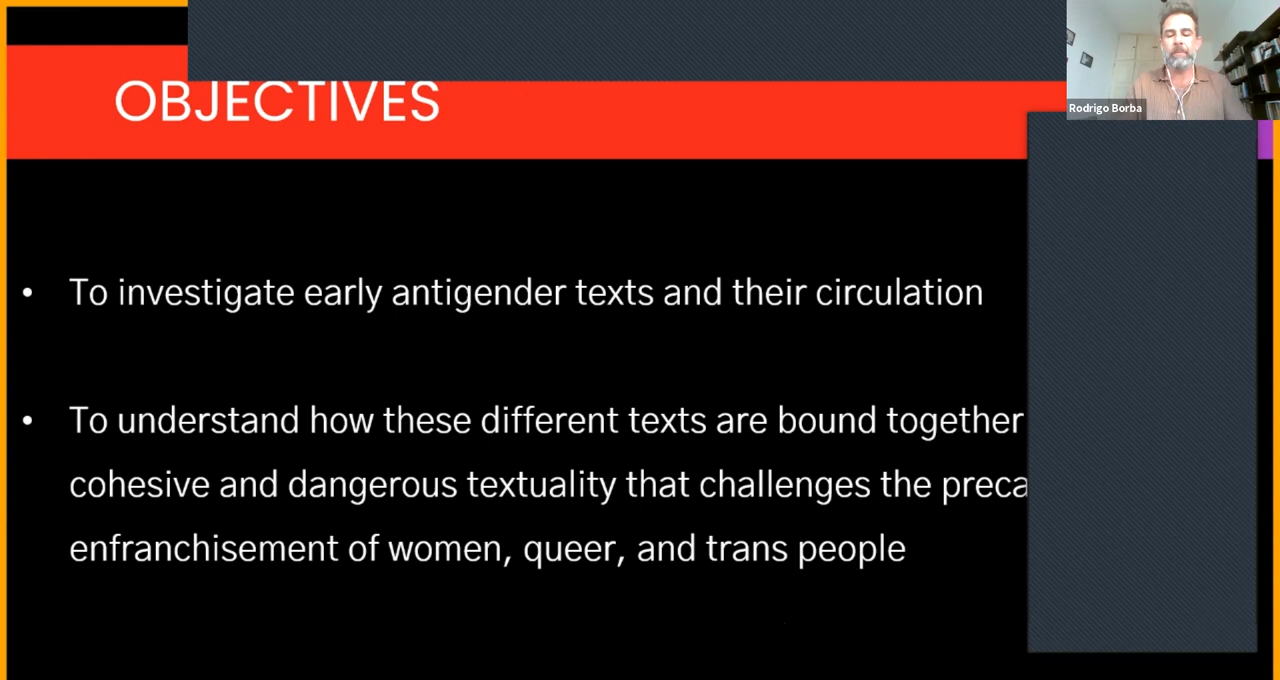 OBJECTIVES
Rodrigo Borba
• To investigate early antigender texts and their circulation
• To understand how these different texts are bound together
cohesive and dangerous textuality that challenges the
enfranchisement of women, queer, and trans people